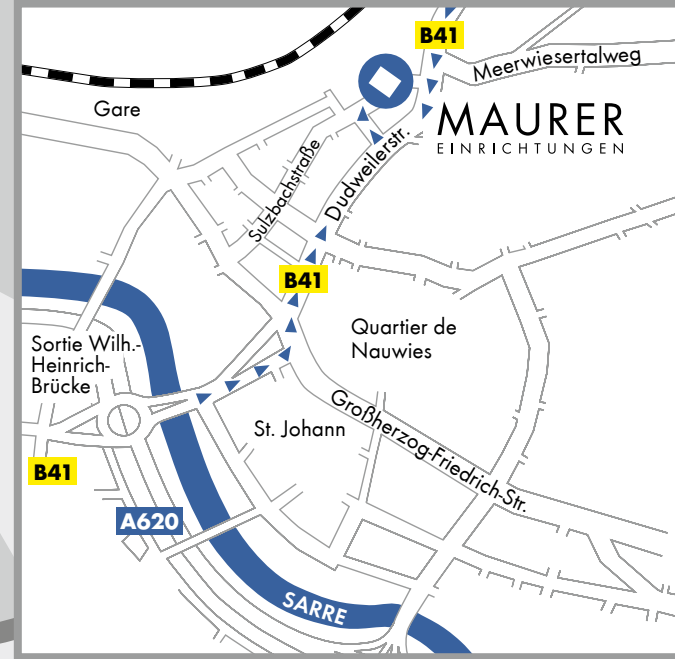 B41
Meerwiesertalweg
Gare
MAURER
EINRICHTUNGEN
Sulzbachstraße
Dudweilerstr.
B41
Sortie Wilh.-
Heinrich-
Brücke
Quartier de
Nauwies
Großherzog-Friedrich-Str.
St. Johann
B41
A620
SARRE